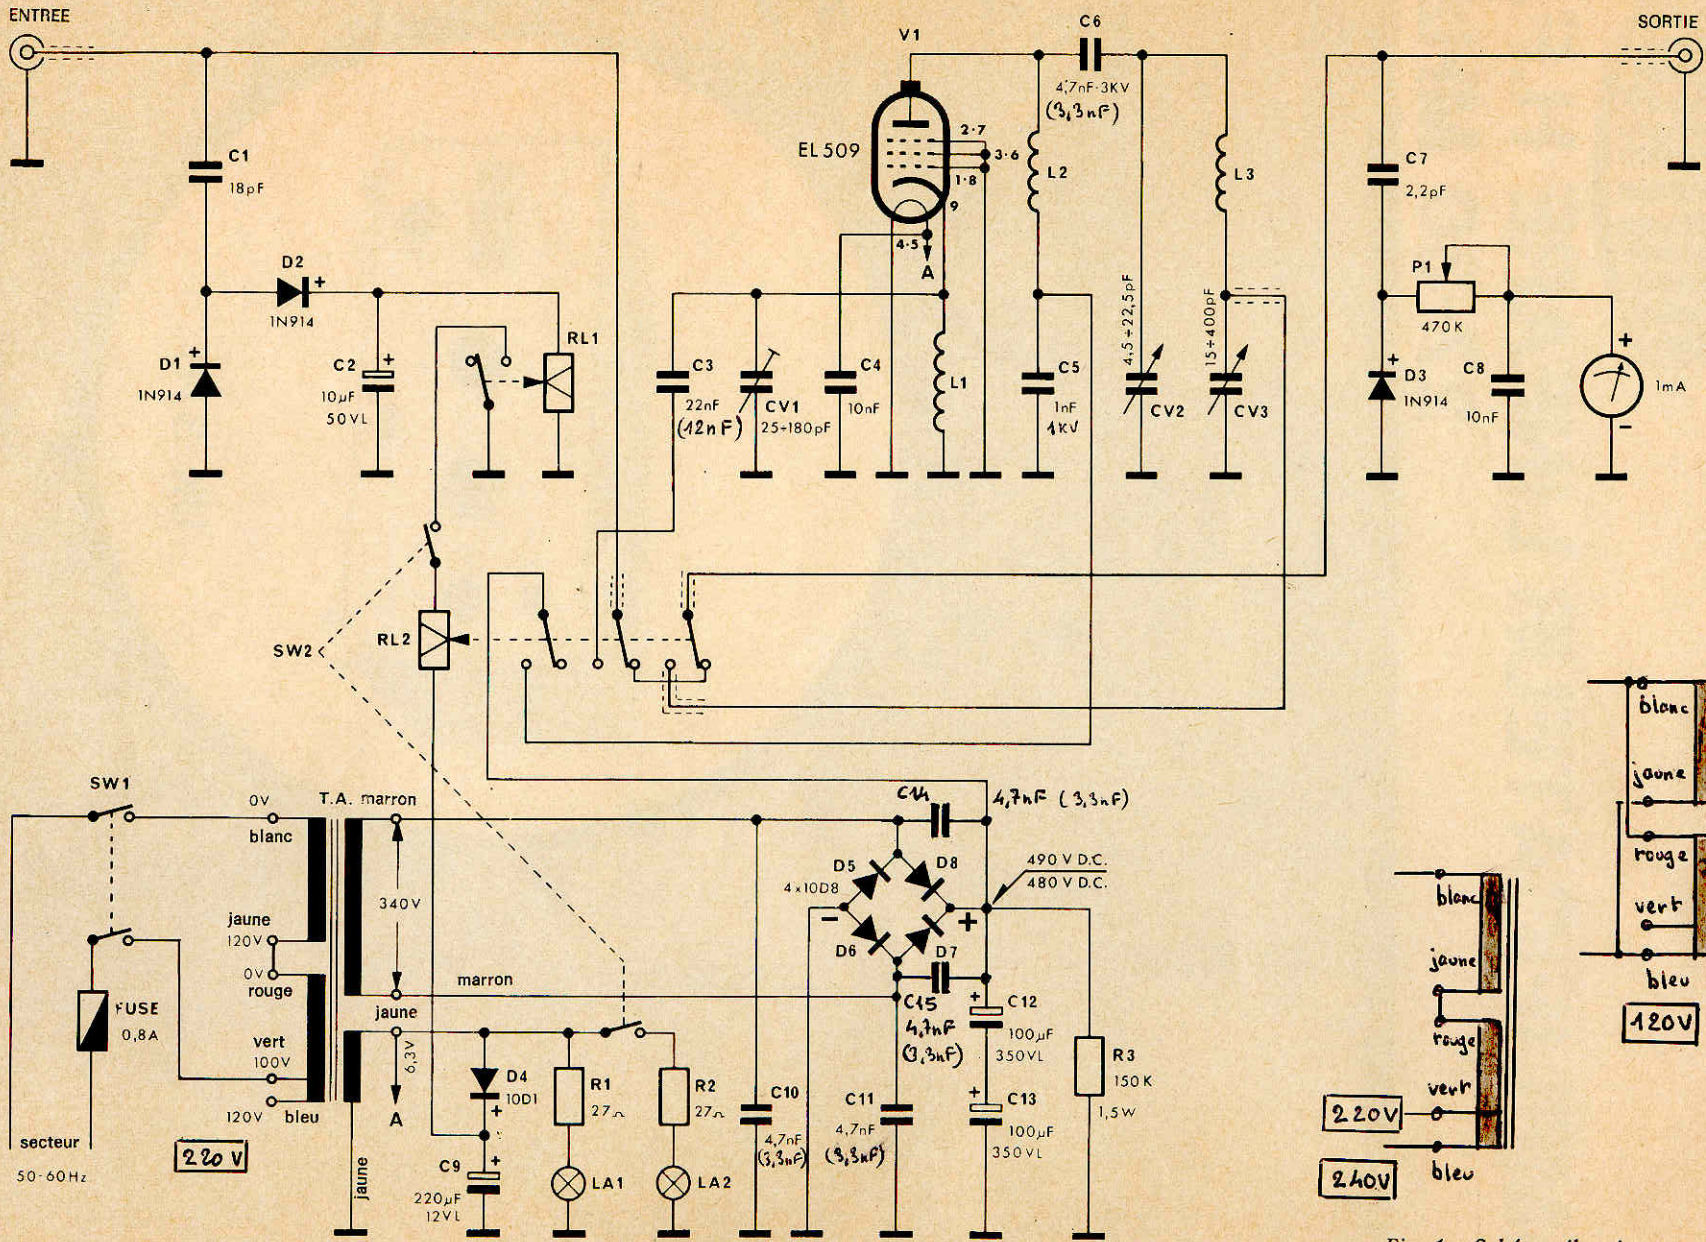 ENTREE
SORTIE
C6
V1
4,7nF-3KV
(3,3nF)
EL509
2·7
3·6
1·8
9
4·5
A
C1
18pF
L2
L3
C7
2,2pF
D2
+
1N914
RL1
P1
470K
D1
+
1N914
C2
+
10µF
50VL
C3
22nF
(12nF)
CV1
25÷180pF
C4
10nF
L1
C5
1nF
1KV
4,5÷22,5pF
CV2
15÷400pF
CV3
D3
+
1N914
C8
10nF
+
1mA
-
RL2
SW2
SW1
0V
blanc
T.A.
marron
340V
jaune
120V
0V
rouge
vert
100V
120V
bleu
FUSE
0,8A
secteur
50-60Hz
220V
marron
jaune
6,3V
A
jaune
D4
10D1
+
C9
+
220µF
12VL
R1
27Ω
LA1
R2
27Ω
LA2
C10
4,7nF
(3,3nF)
C11
4,7nF
(3,3nF)
C14
4,7nF (3,3nF)
D5
D8
4x10D8
-
+
D6
D7
490 V D.C.
480 V D.C.
C15
4,7nF
(3,3nF)
+
C12
100µF
350VL
+
C13
100µF
350VL
R3
150K
1,5W
blanc
jaune
rouge
vert
220V
240V
bleu
blanc
jaune
rouge
vert
bleu
120V